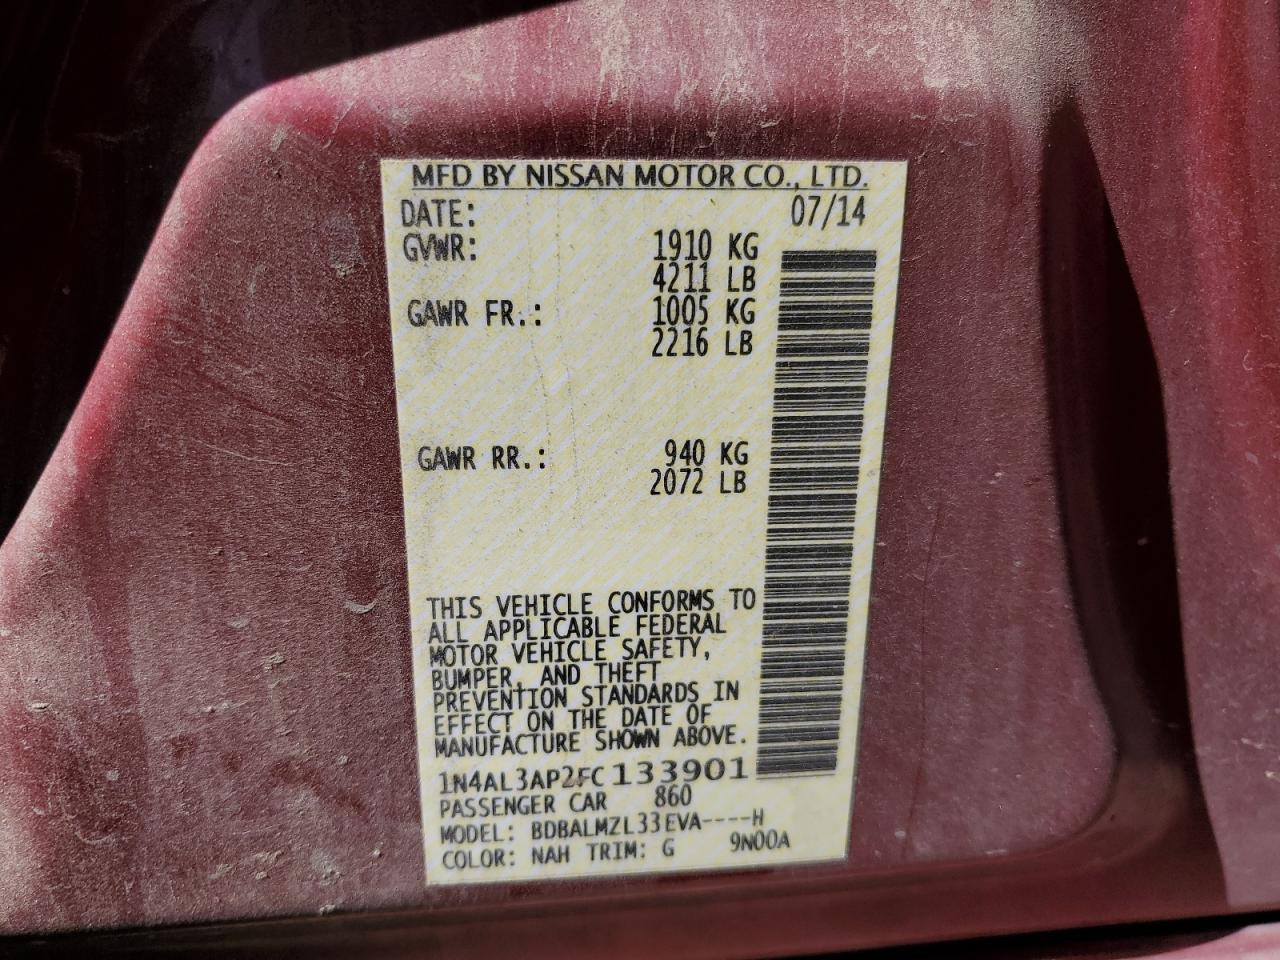 MFD BY NISSAN MOTOR CO., LTD.
DATE: 07/14
GVWR: 1910 KG
4211 LB
GAWR FR.: 1005 KG
2216 LB
GAWR RR.: 940 KG
2072 LB
THIS VEHICLE CONFORMS TO
ALL APPLICABLE FEDERAL
MOTOR VEHICLE SAFETY,
BUMPER, AND THEFT
PREVENTION STANDARDS IN
EFFECT ON THE DATE OF
MANUFACTURE SHOWN ABOVE.
1N4AL3AP2FC133901
PASSENGER CAR 860
MODEL: BDBALMZL33EVA----H
COLOR: NAH TRIM: G 9N00A